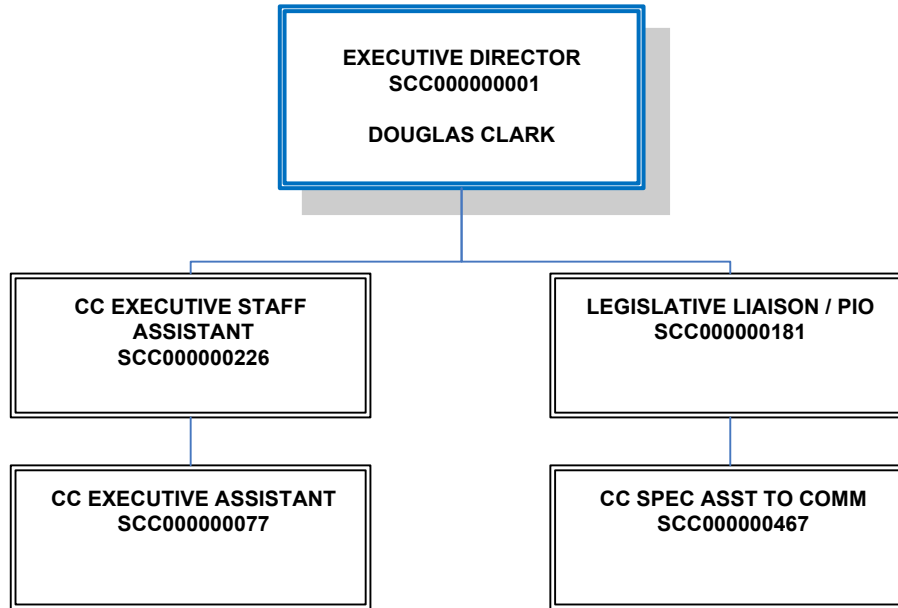 EXECUTIVE DIRECTOR
SCC000000001
DOUGLAS CLARK
CC EXECUTIVE STAFF
ASSISTANT
SCC000000226
LEGISLATIVE LIAISON / PIO
SCC000000181
CC EXECUTIVE ASSISTANT
SCC000000077
CC SPEC ASST TO COMM
SCC000000467